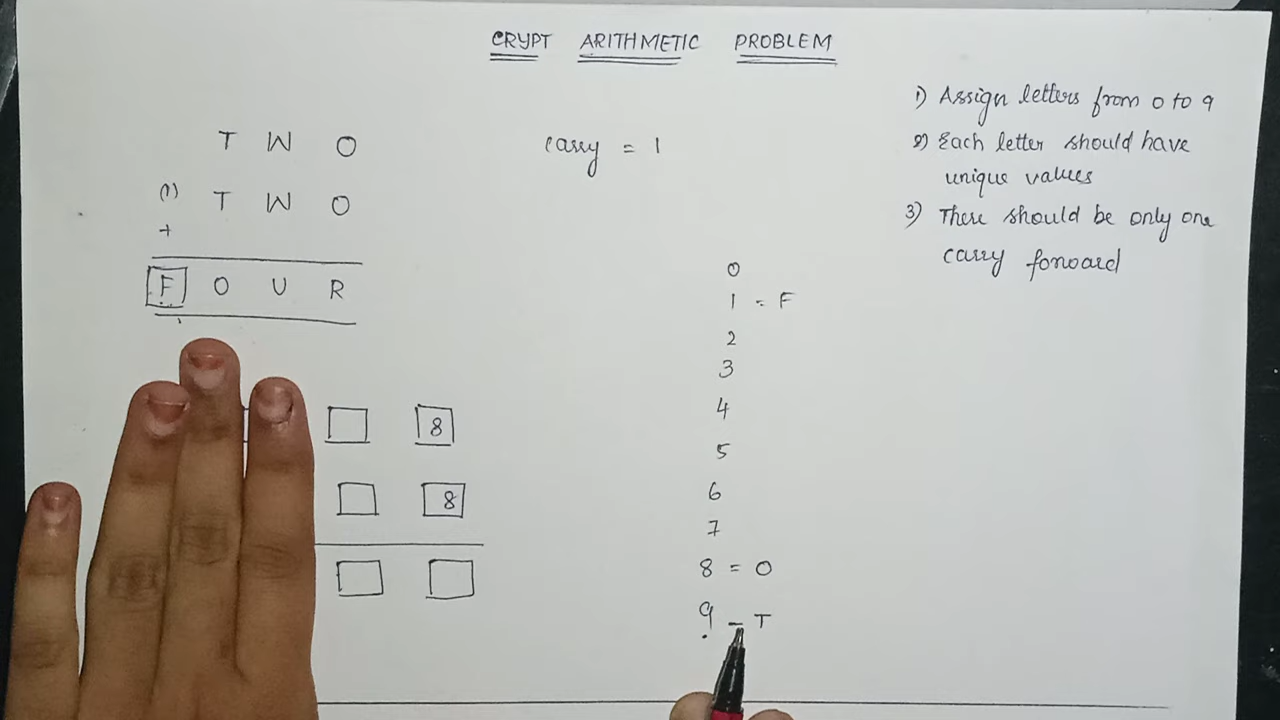 CRYPT ARITHMETIC PROBLEM
T W O
(1) T W O
+
F O U R
carry = 1
1) Assign letters from 0 to 9
2) Each letter should have
unique values
3) There should be only one
carry forward
0
1 = F
2
3
4
5
6
7
8 = O
9 - T
8
8